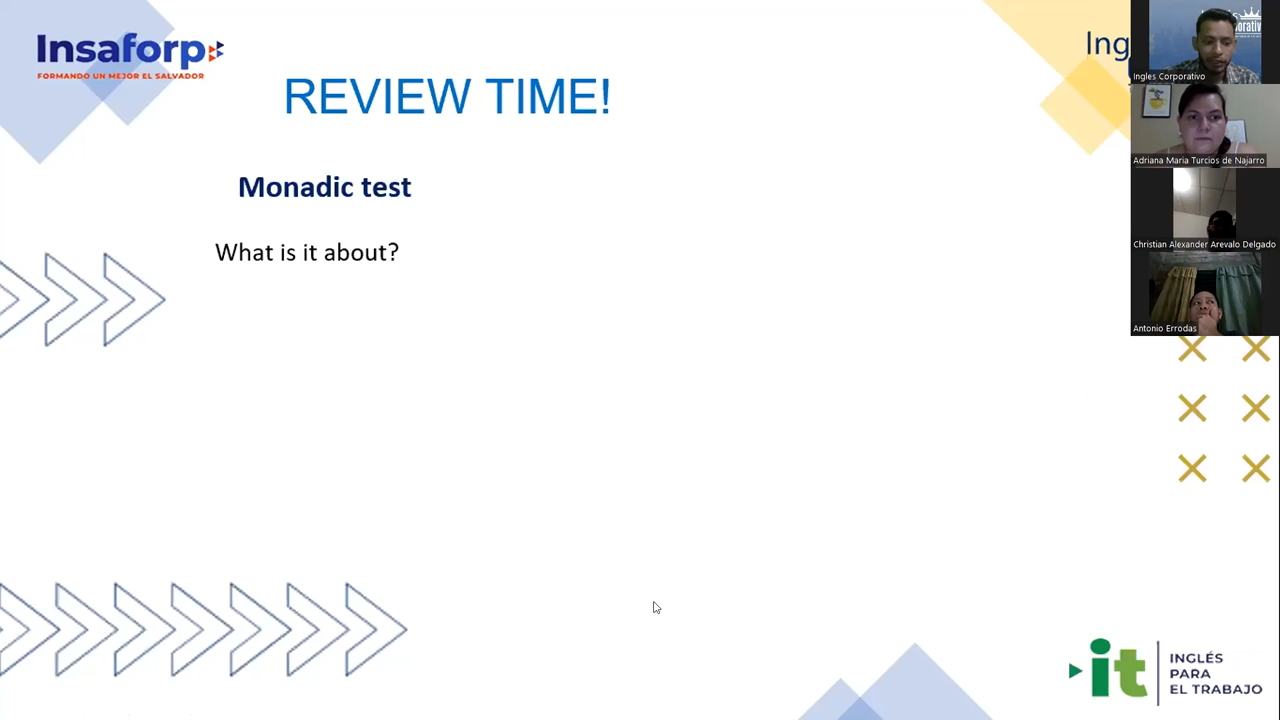 Insaforp
FORMANDO UN MEJOR EL SALVADOR
REVIEW TIME!
Monadic test
What is it about?
Ing
Ingles Corporativo
Adriana Maria Turcios de Najarro
Christian Alexander Arevalo Delgado
Antonio Errodas
it
INGLÉS
PARA
EL TRABAJO